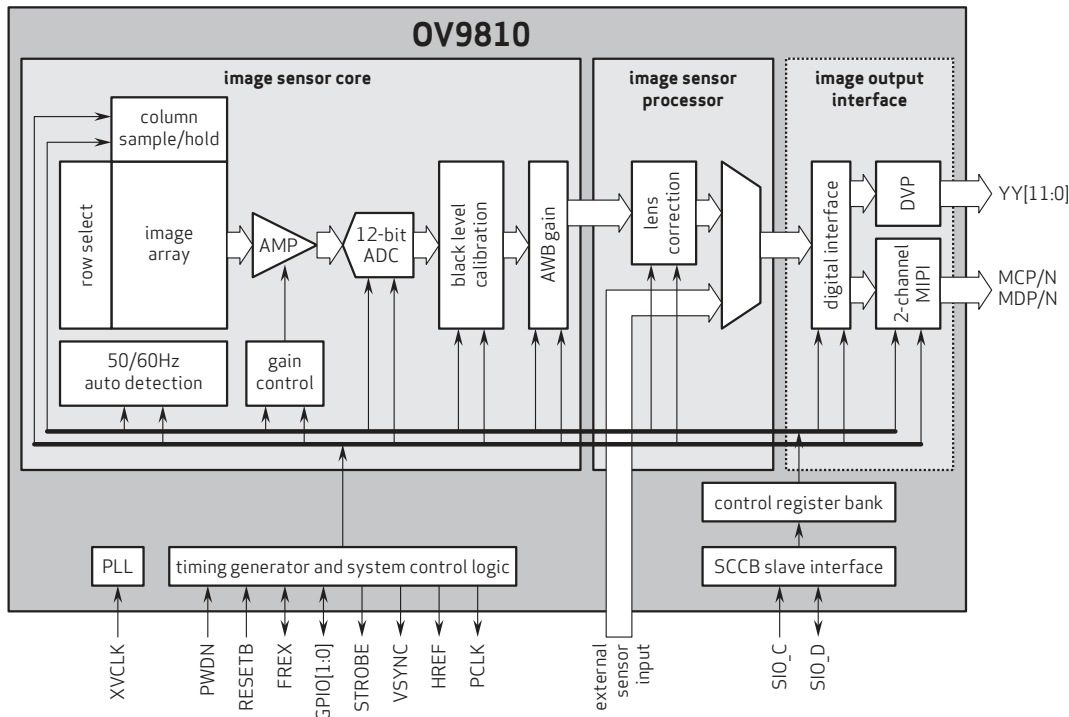 OV9810
image sensor core
image sensor
processor
image output
interface
column
sample/hold
row select
image
array
AMP
12-bit
ADC
black level
calibration
AWB gain
lens
correction
digital interface
DVP
2-channel
MIPI
YY[11:0]
MCP/N
MDP/N
50/60Hz
auto detection
gain
control
control register bank
PLL
timing generator and system control logic
SCCB slave interface
XVCLK
PWDN
RESETB
FREX
GPIO[1:0]
STROBE
VSYNC
HREF
PCLK
external
sensor
input
SIO_C
SIO_D